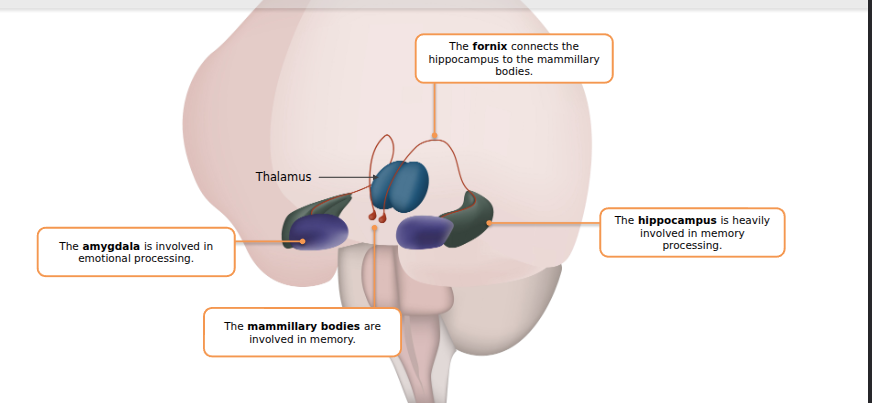 The fornix connects the
hippocampus to the mammillary
bodies.
Thalamus
The hippocampus is heavily
involved in memory
processing.
The amygdala is involved in
emotional processing.
The mammillary bodies are
involved in memory.